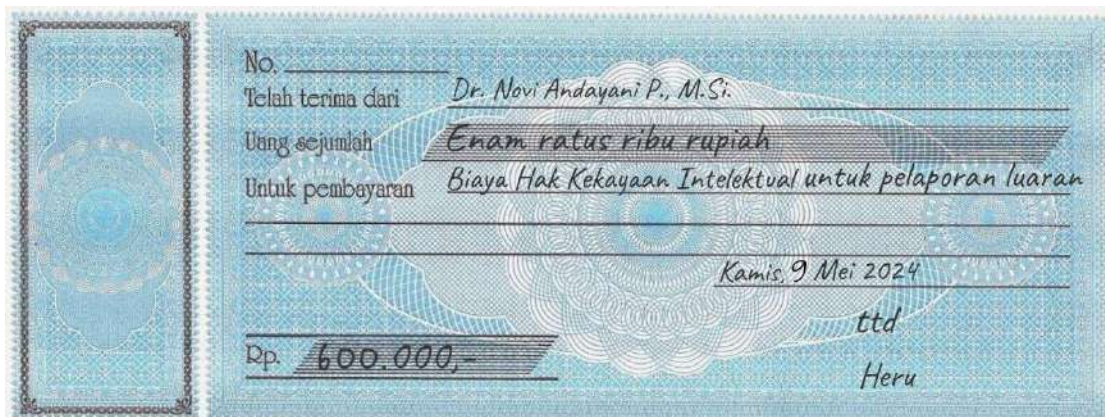 No.
Telah terima dari Dr. Novi Andayani P., M.Si.
Uang sejumlah Enam ratus ribu rupiah
Untuk pembayaran Biaya Hak Kekayaan Intelektual untuk pelaporan luaran
Kamis, 9 Mei 2024
ttd
Rp. 600.000,-
Heru